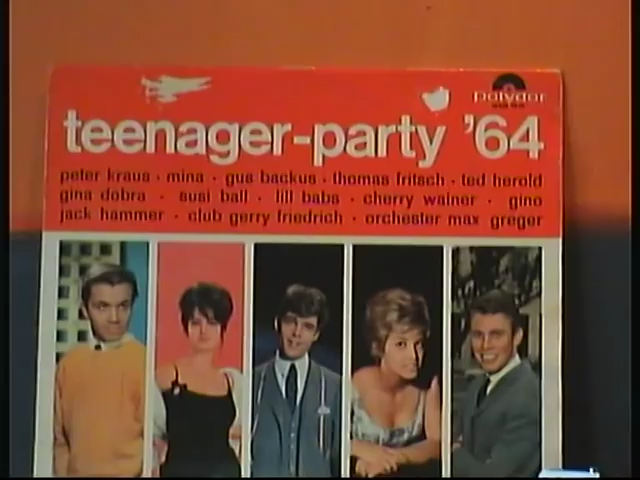 polydor
teenager-party '64
peter kraus · mina · gus backus · thomas fritsch · ted herold
gina dobra · susi ball · lill babs · cherry wainer · gino
jack hammer · club gerry friedrich · orchester max greger